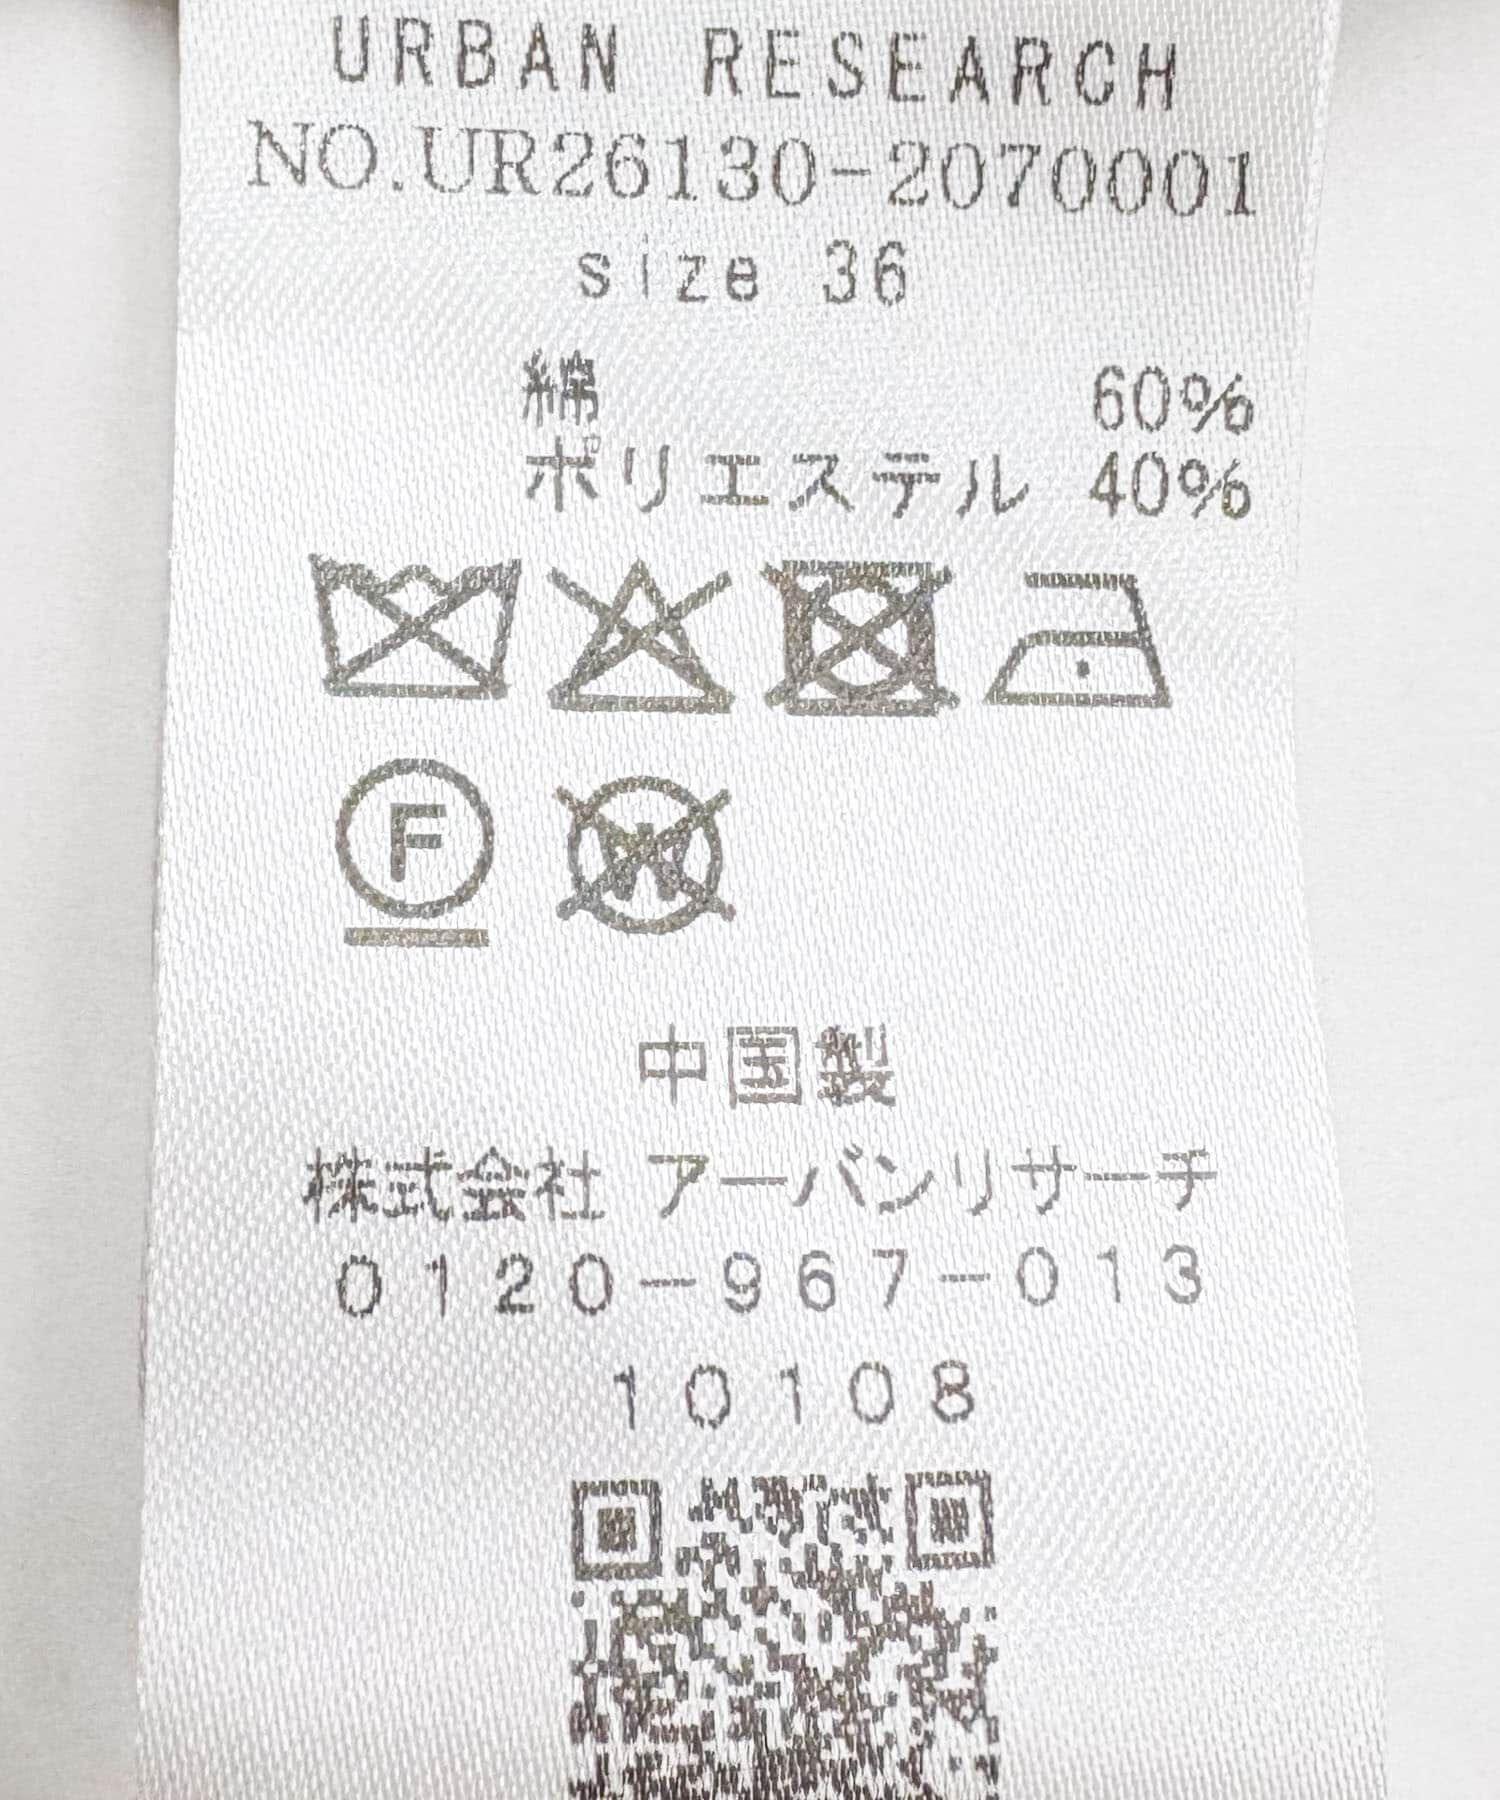 URBAN RESEARCH
NO.UR26130-2070001
size 36
綿 60%
ポリエステル 40%
F
W
中国製
株式会社 アーバンリサーチ
0120-967-013
10108